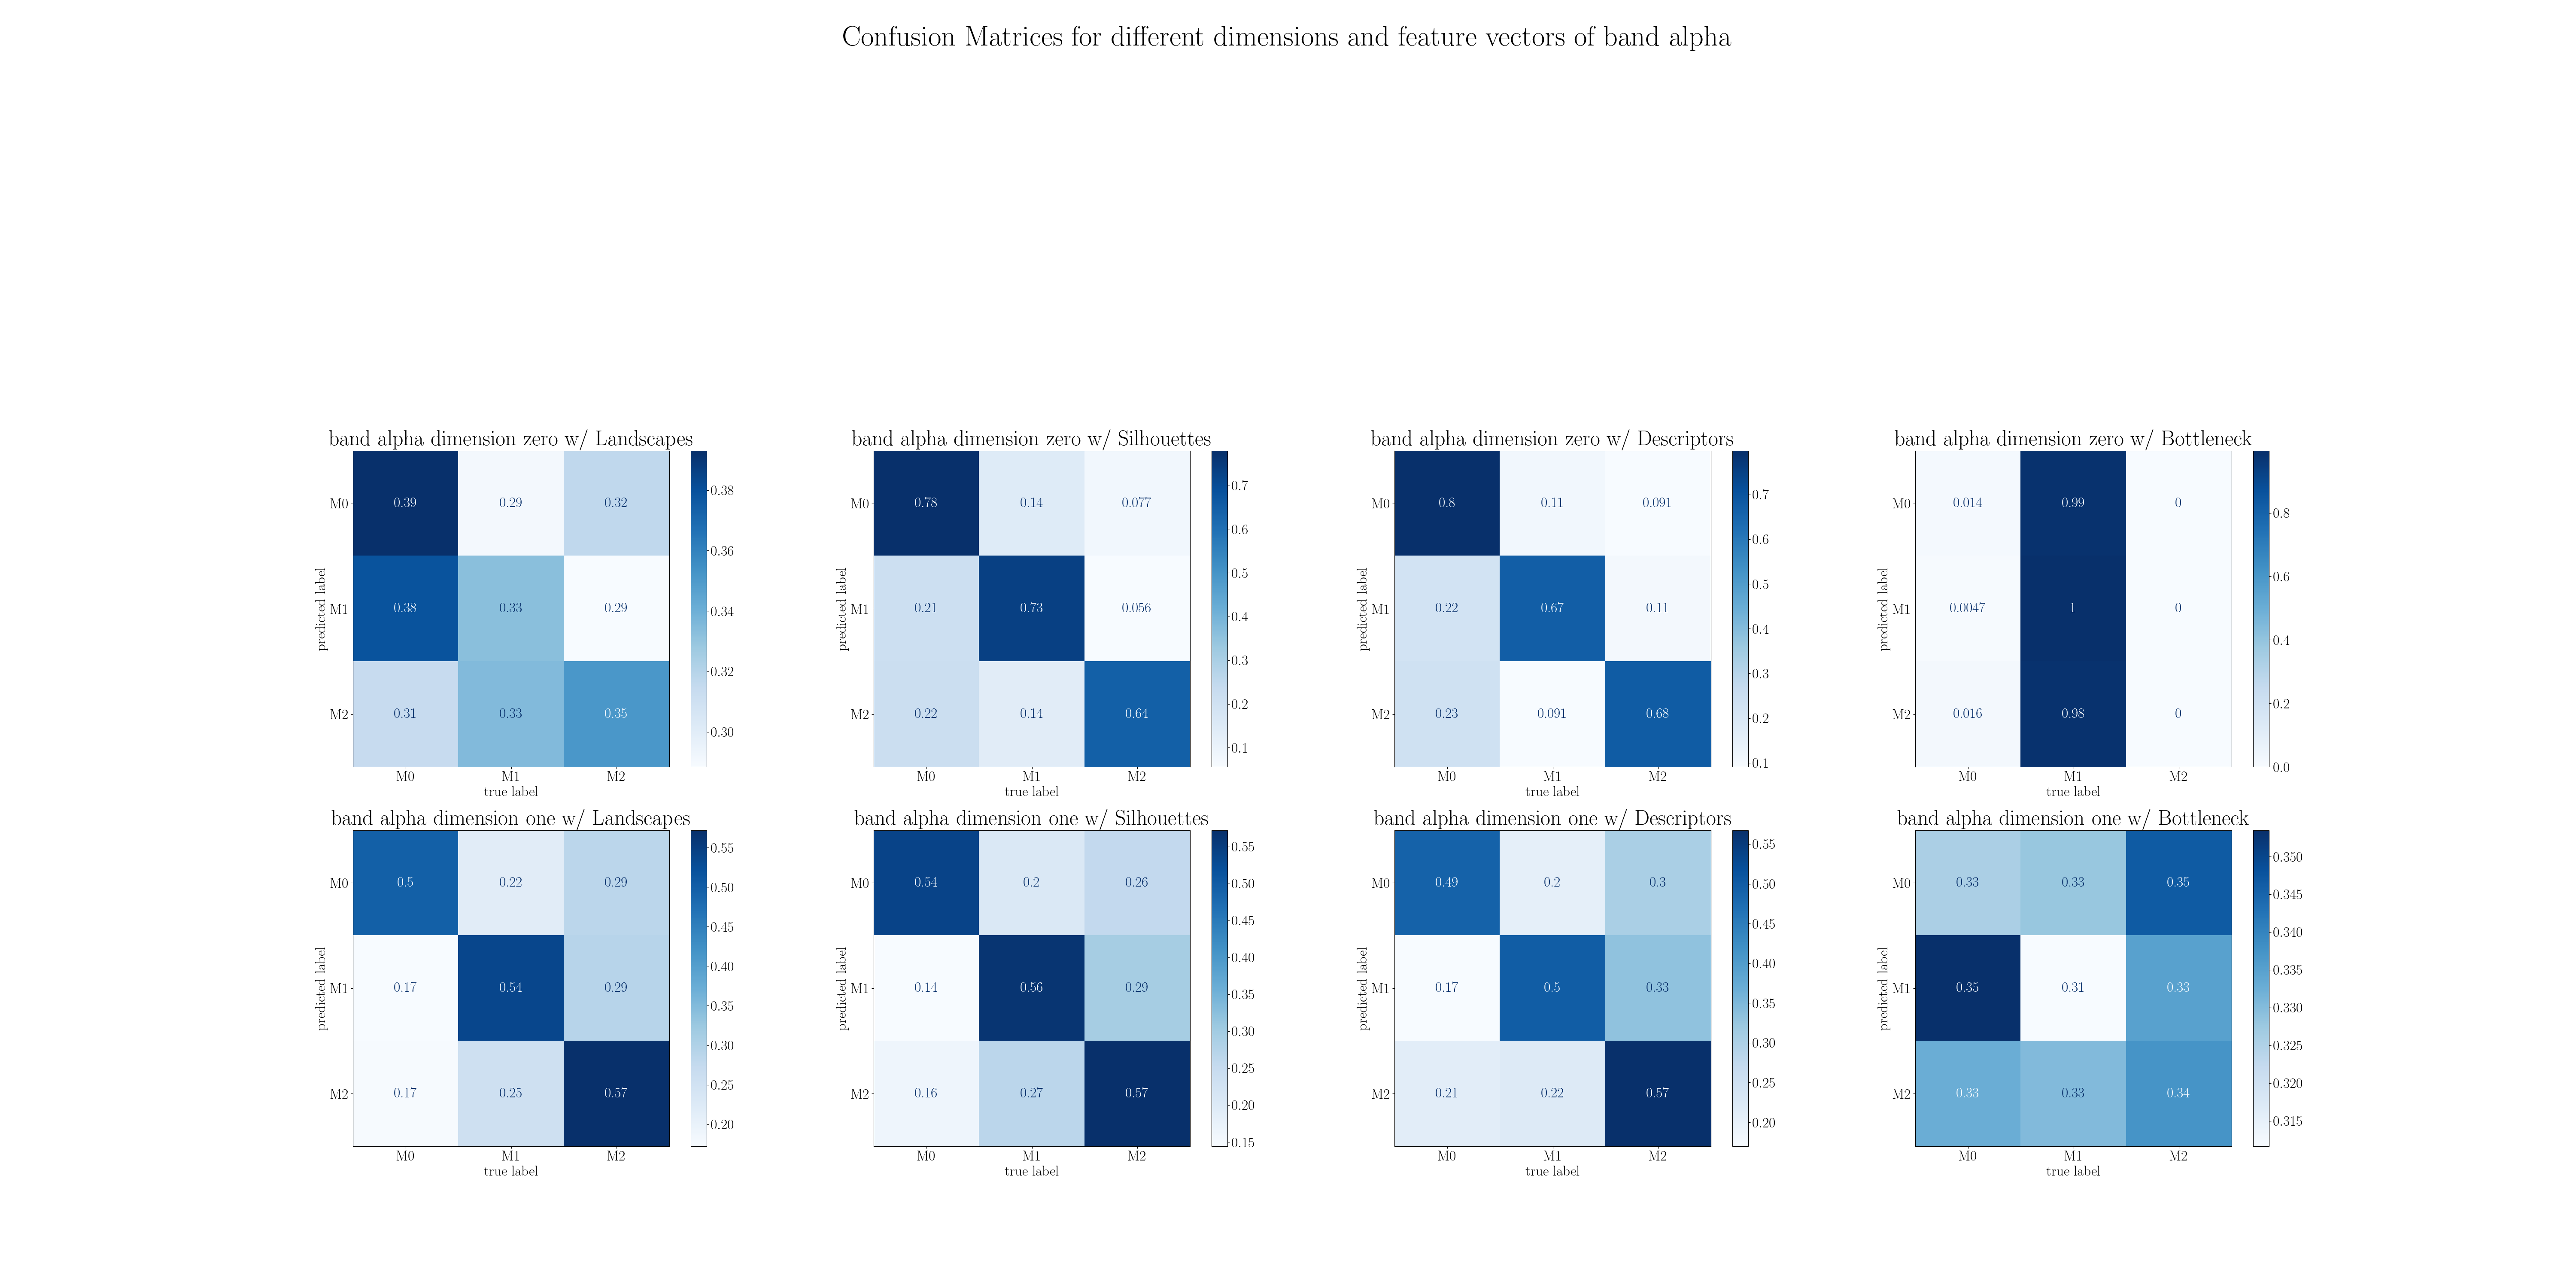 Confusion Matrices for different dimensions and feature vectors of band alpha
band alpha dimension zero w/ Landscapes
predicted label
M0 0.39 0.29 0.32
M1 0.38 0.33 0.29
M2 0.31 0.33 0.35
M0 M1 M2
true label
0.38
0.36
0.34
0.32
0.30
band alpha dimension zero w/ Silhouettes
predicted label
M0 0.78 0.14 0.077
M1 0.21 0.73 0.056
M2 0.22 0.14 0.64
M0 M1 M2
true label
0.7
0.6
0.5
0.4
0.3
0.2
0.1
band alpha dimension zero w/ Descriptors
predicted label
M0 0.8 0.11 0.091
M1 0.22 0.67 0.11
M2 0.23 0.091 0.68
M0 M1 M2
true label
0.7
0.6
0.5
0.4
0.3
0.2
0.1
band alpha dimension zero w/ Bottleneck
predicted label
M0 0.014 0.99 0
M1 0.0047 1 0
M2 0.016 0.98 0
M0 M1 M2
true label
0.8
0.6
0.4
0.2
0.0
band alpha dimension one w/ Landscapes
predicted label
M0 0.5 0.22 0.29
M1 0.17 0.54 0.29
M2 0.17 0.25 0.57
M0 M1 M2
true label
0.55
0.50
0.45
0.40
0.35
0.30
0.25
0.20
band alpha dimension one w/ Silhouettes
predicted label
M0 0.54 0.2 0.26
M1 0.14 0.56 0.29
M2 0.16 0.27 0.57
M0 M1 M2
true label
0.55
0.50
0.45
0.40
0.35
0.30
0.25
0.20
0.15
band alpha dimension one w/ Descriptors
predicted label
M0 0.49 0.2 0.3
M1 0.17 0.5 0.33
M2 0.21 0.22 0.57
M0 M1 M2
true label
0.55
0.50
0.45
0.40
0.35
0.30
0.25
0.20
band alpha dimension one w/ Bottleneck
predicted label
M0 0.33 0.33 0.35
M1 0.35 0.31 0.33
M2 0.33 0.33 0.34
M0 M1 M2
true label
0.350
0.345
0.340
0.335
0.330
0.325
0.320
0.315